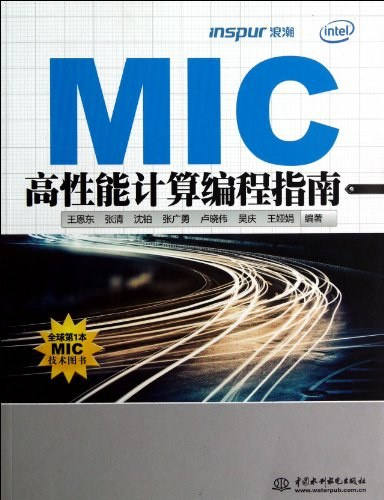 inspur 浪潮
intel
MIC
高性能计算编程指南
王恩东 张清 沈铂 张广勇 卢晓伟 吴庆 王娅娟 编著
全球第1本
MIC
技术图书
中国水利水电出版社
www.waterpub.com.cn